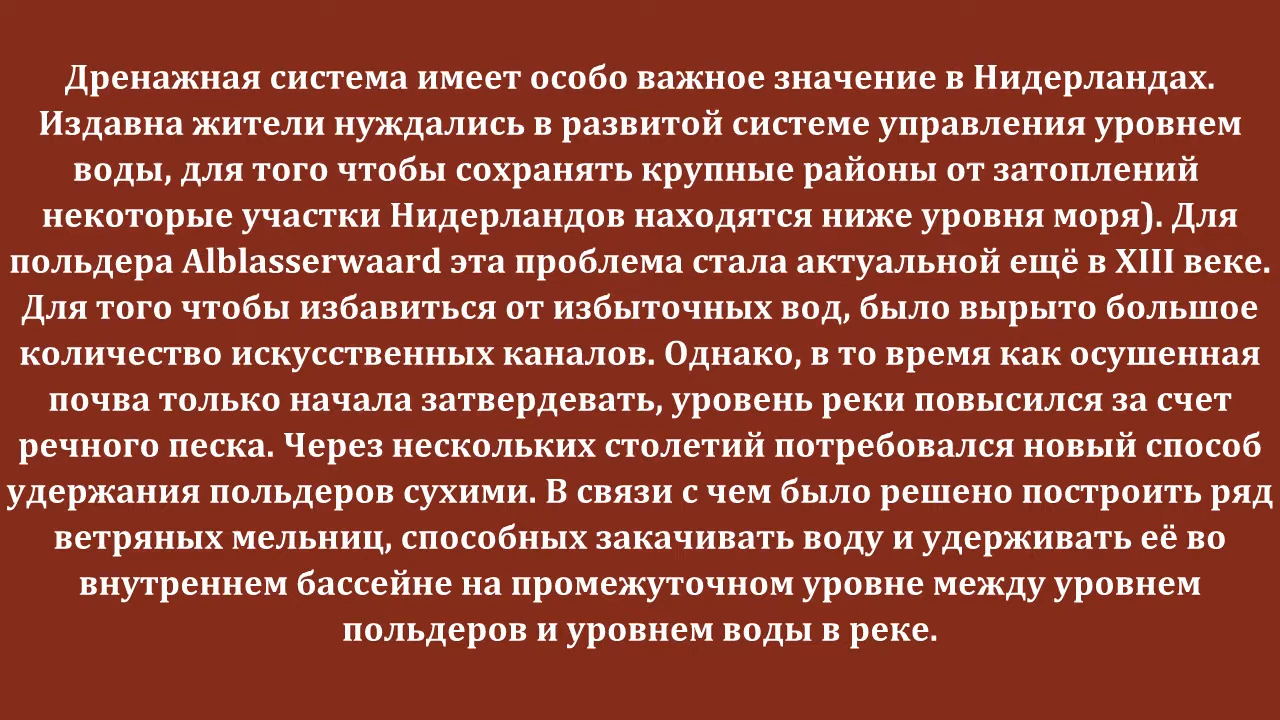 Дренажная система имеет особо важное значение в Нидерландах.
Издавна жители нуждались в развитой системе управления уровнем
воды, для того чтобы сохранять крупные районы от затоплений
некоторые участки Нидерландов находятся ниже уровня моря). Для
польдера Alblasserwaard эта проблема стала актуальной ещё в XIII веке.
Для того чтобы избавиться от избыточных вод, было вырыто большое
количество искусственных каналов. Однако, в то время как осушенная
почва только начала затвердевать, уровень реки повысился за счет
речного песка. Через нескольких столетий потребовался новый способ
удержания польдеров сухими. В связи с чем было решено построить ряд
ветряных мельниц, способных закачивать воду и удерживать её во
внутреннем бассейне на промежуточном уровне между уровнем
польдеров и уровнем воды в реке.